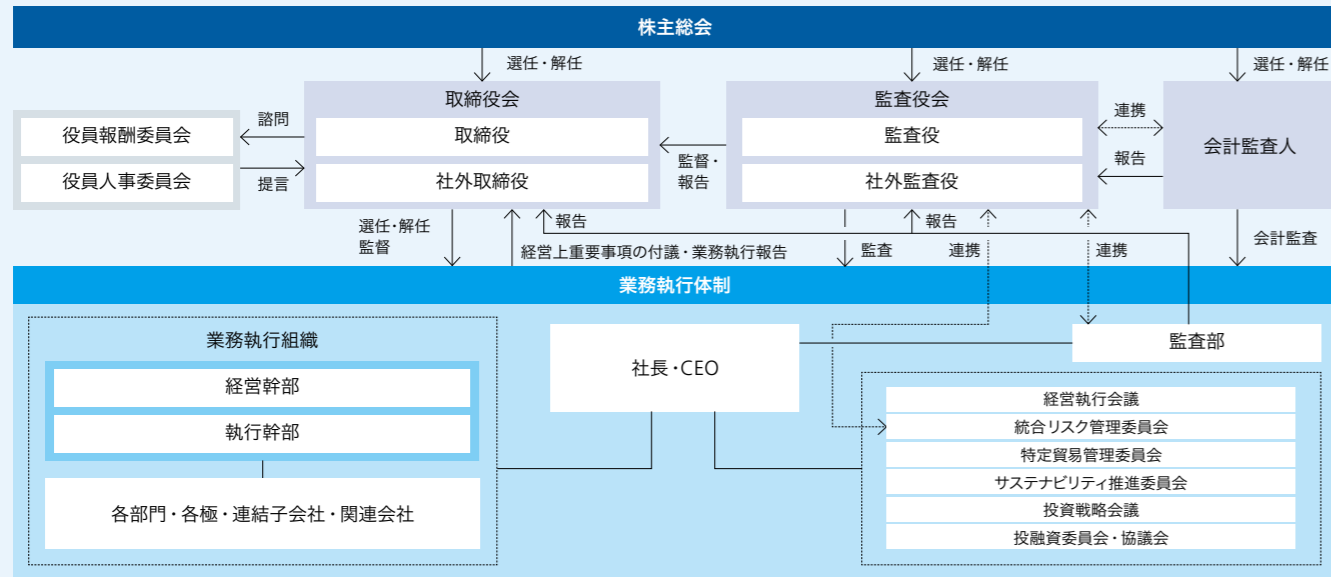 株主総会
選任・解任
選任・解任
選任・解任
取締役会
取締役
社外取締役
監査役会
監査役
社外監査役
会計監査人
連携
報告
諮問
提言
役員報酬委員会
役員人事委員会
監督・
報告
選任・解任
監督
報告
経営上重要事項の付議・業務執行報告
監査
報告
連携
連携
会計監査
業務執行体制
業務執行組織
経営幹部
執行幹部
各部門・各極・連結子会社・関連会社
社長・CEO
監査部
経営執行会議
統合リスク管理委員会
特定貿易管理委員会
サステナビリティ推進委員会
投資戦略会議
投融資委員会・協議会